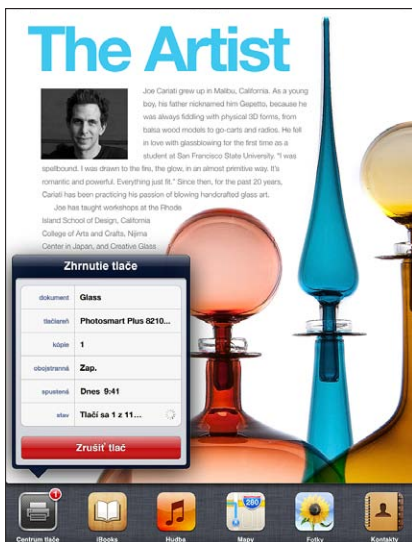 The Artist
Joe Cariati grew up in Malibu, California. As a young
boy, his father nicknamed him Gepetto, because he
was always fiddling with physical 3D forms, from
balsa wood models to go-carts and radios. He fell
in love with glassblowing for the first time as a
student at San Francisco State University. "I was
spellbound. I was drawn to the fire, the glow, in an almost primitive way. It's
romantic and powerful. Everything just fit." Since then, for the past 20 years,
Cariati has been practicing his passion of blowing handcrafted glass art.
Joe has taught workshops at the Rhode
Island School of Design, California
College of Arts and Crafts, Nijima
Center in Japan, and Creative Glass
Zhrnutie tlače
dokument Glass
tlačiareň Photosmart Plus 8210...
kópie 1
obojstranná Zap.
spustená Dnes 9:41
stav Tlačí sa 1 z 11...
Zrušiť tlač
1
280
Centrum tlače iBooks Hudba Mapy Fotky Kontakty